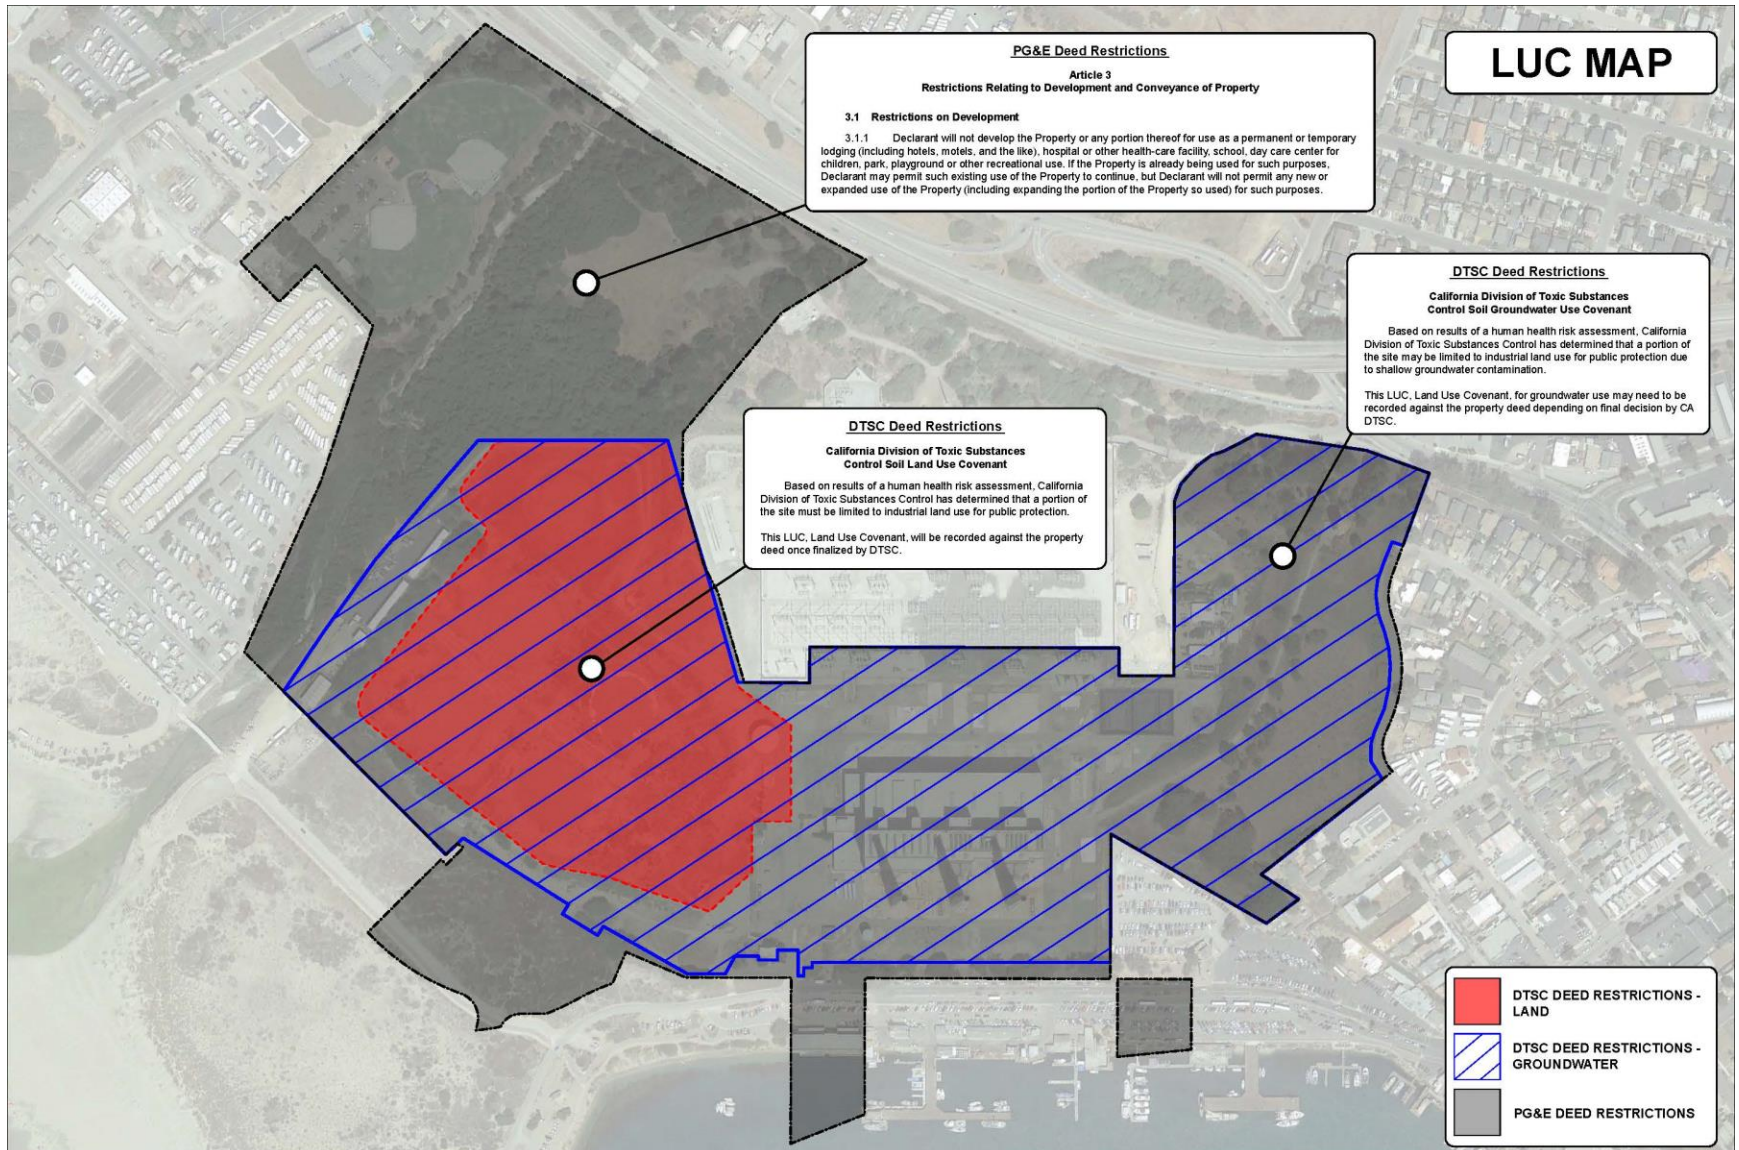 LUC MAP
PG&E Deed Restrictions
Article 3
Restrictions Relating to Development and Conveyance of Property
3.1 Restrictions on Development
3.1.1 Declarant will not develop the Property or any portion thereof for use as a permanent or temporary
lodging (including hotels, motels, and the like), hospital or other health-care facility, school, day care center for
children, park, playground or other recreational use. If the Property is already being used for such purposes,
Declarant may permit such existing use of the Property to continue, but Declarant will not permit any new or
expanded use of the Property (including expanding the portion of the Property so used) for such purposes.
DTSC Deed Restrictions
California Division of Toxic Substances
Control Soil Groundwater Use Covenant
Based on results of a human health risk assessment, California
Division of Toxic Substances Control has determined that a portion of
the site may be limited to industrial land use for public protection due
to shallow groundwater contamination.
This LUC, Land Use Covenant, for groundwater use may need to be
recorded against the property deed depending on final decision by CA
DTSC.
DTSC Deed Restrictions
California Division of Toxic Substances
Control Soil Land Use Covenant
Based on results of a human health risk assessment, California
Division of Toxic Substances Control has determined that a portion of
the site must be limited to industrial land use for public protection.
This LUC, Land Use Covenant, will be recorded against the property
deed once finalized by DTSC.
DTSC DEED RESTRICTIONS -
LAND
DTSC DEED RESTRICTIONS -
GROUNDWATER
PG&E DEED RESTRICTIONS